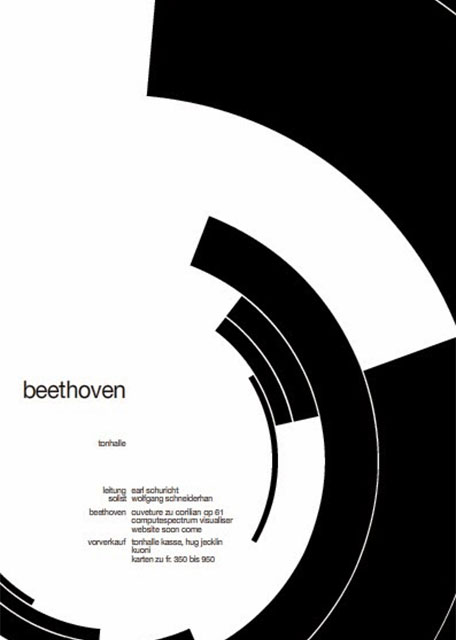 beethoven
tonhalle
leitung earl schuricht
solist wolfgang schneiderhan
beethoven ouveture zu corilian op 61
computespectrum visualiser
website soon come
vorverkauf tonhalle kasse, hug jecklin
kuoni
karten zu fr. 350 bis 950